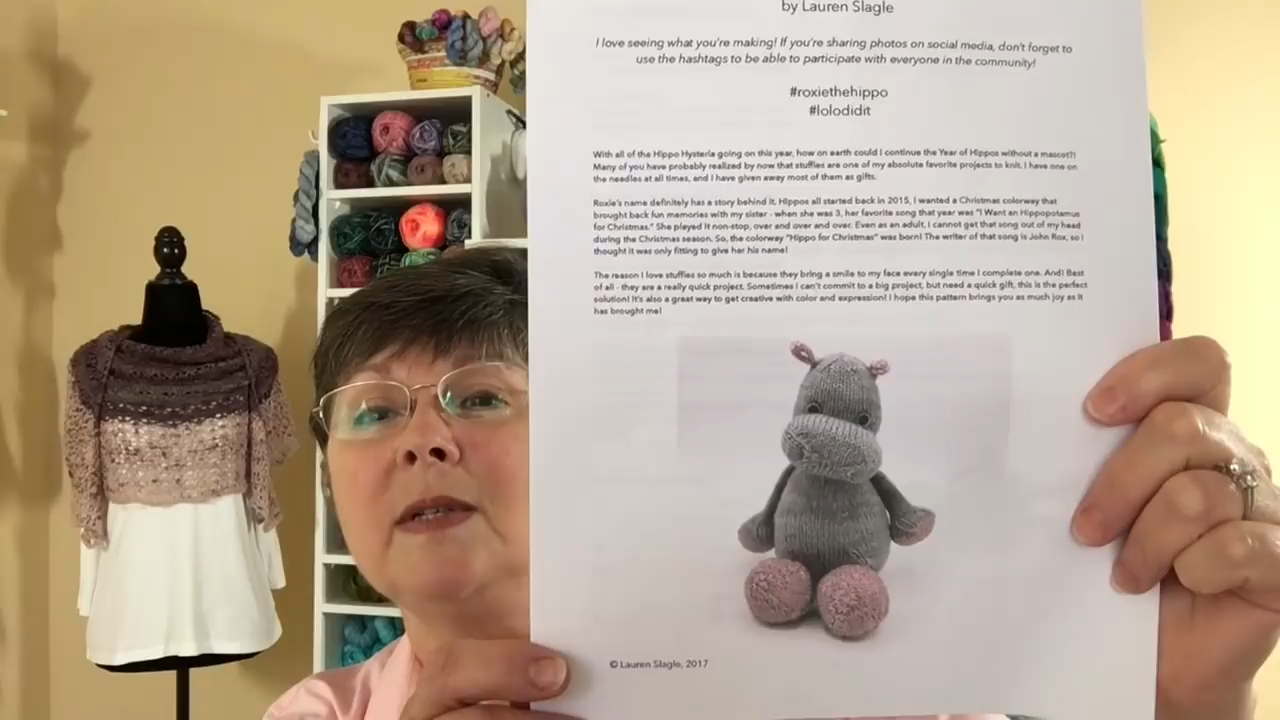 by Lauren Slagle
I love seeing what you're making! If you're sharing photos on social media, don't forget to
use the hashtags to be able to participate with everyone in the community!
#roxiethehippo
#lolodidit
With all of the Hippo Hysteria going on this year, how on earth could I continue the Year of Hippos without a mascot?!
Many of you have probably realized by now that stuffies are one of my absolute favorite projects to knit. I have one on
the needles at all times, and I have given away most of them as gifts.
Roxie's name definitely has a story behind it. Hippos all started back in 2015, I wanted a Christmas colorway that
brought back fun memories with my sister - when she was 3, her favorite song that year was "I Want an Hippopotamus
for Christmas." She played it non-stop, over and over and over. Even as an adult, I cannot get that song out of my head
during the Christmas season. So, the colorway "Hippo for Christmas" was born! The writer of that song is John Rox, so I
thought it was only fitting to give her his name!
The reason I love stuffies so much is because they bring a smile to my face every single time I complete one. And! Best
of all - they are a really quick project. Sometimes I can't commit to a big project, but need a quick gift, this is the perfect
solution! It's also a great way to get creative with color and expression! I hope this pattern brings you as much joy as it
has brought me!
© Lauren Slagle, 2017